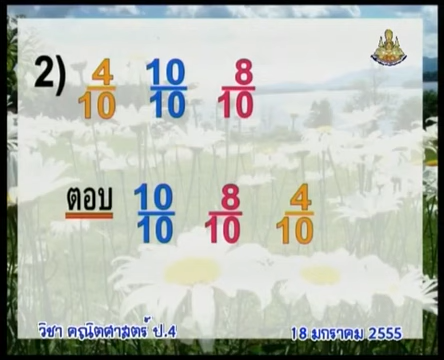 2) 4/10 10/10 8/10
ตอบ 10/10 8/10 4/10
วิชา คณิตศาสตร์ ป.4 18 มกราคม 2555